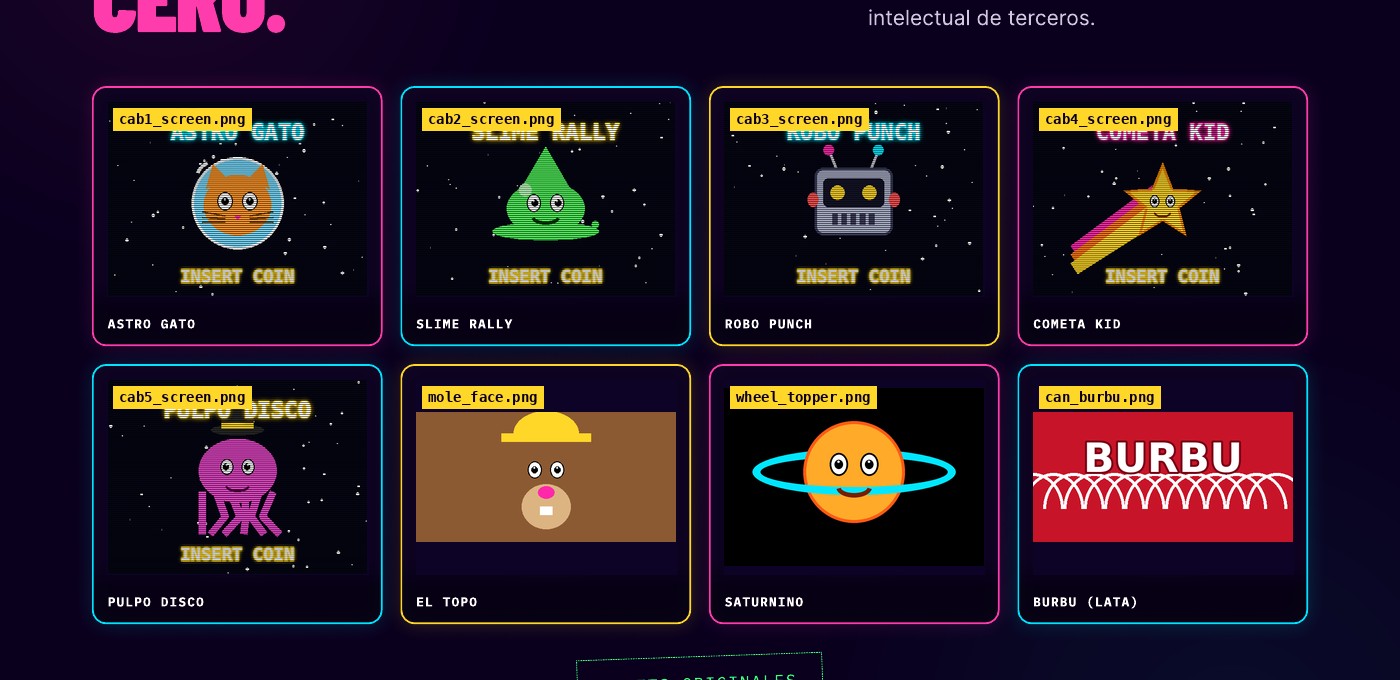 CERO.
intelectual de terceros.
cab1_screen.png
ASTRO GATO
INSERT COIN
ASTRO GATO
cab2_screen.png
SLIME RALLY
INSERT COIN
SLIME RALLY
cab3_screen.png
ROBO PUNCH
INSERT COIN
ROBO PUNCH
cab4_screen.png
COMETA KID
INSERT COIN
COMETA KID
cab5_screen.png
PULPO DISCO
INSERT COIN
PULPO DISCO
mole_face.png
EL TOPO
wheel_topper.png
SATURNINO
can_burbu.png
BURBU
BURBU (LATA)
ORIGINALES